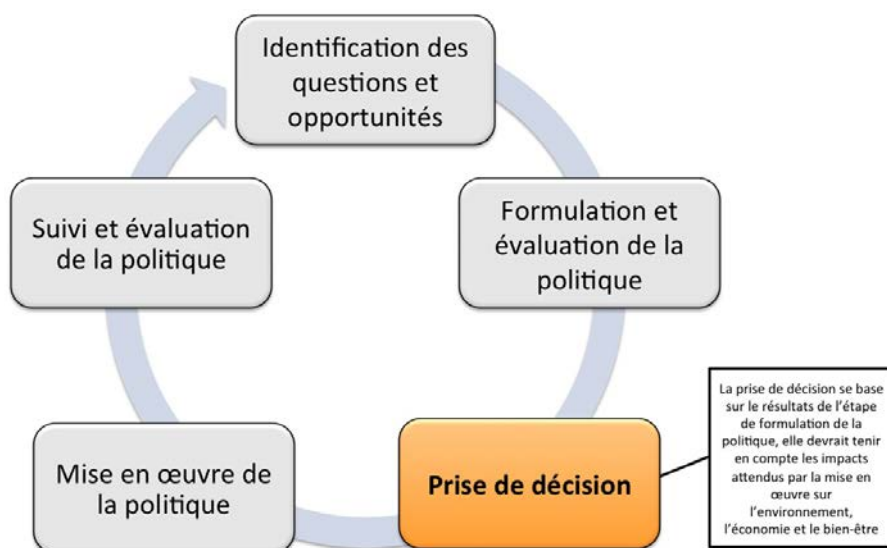 Identification des
questions et
opportunités
Formulation et
évaluation de la
politique
Prise de décision
La prise de décision se base
sur le résultats de l'étape
de formulation de la
politique, elle devrait tenir
en compte les impacts
attendus par la mise en
œuvre sur
l'environnement,
l'économie et le bien-être
Mise en œuvre de
la politique
Suivi et évaluation
de la politique